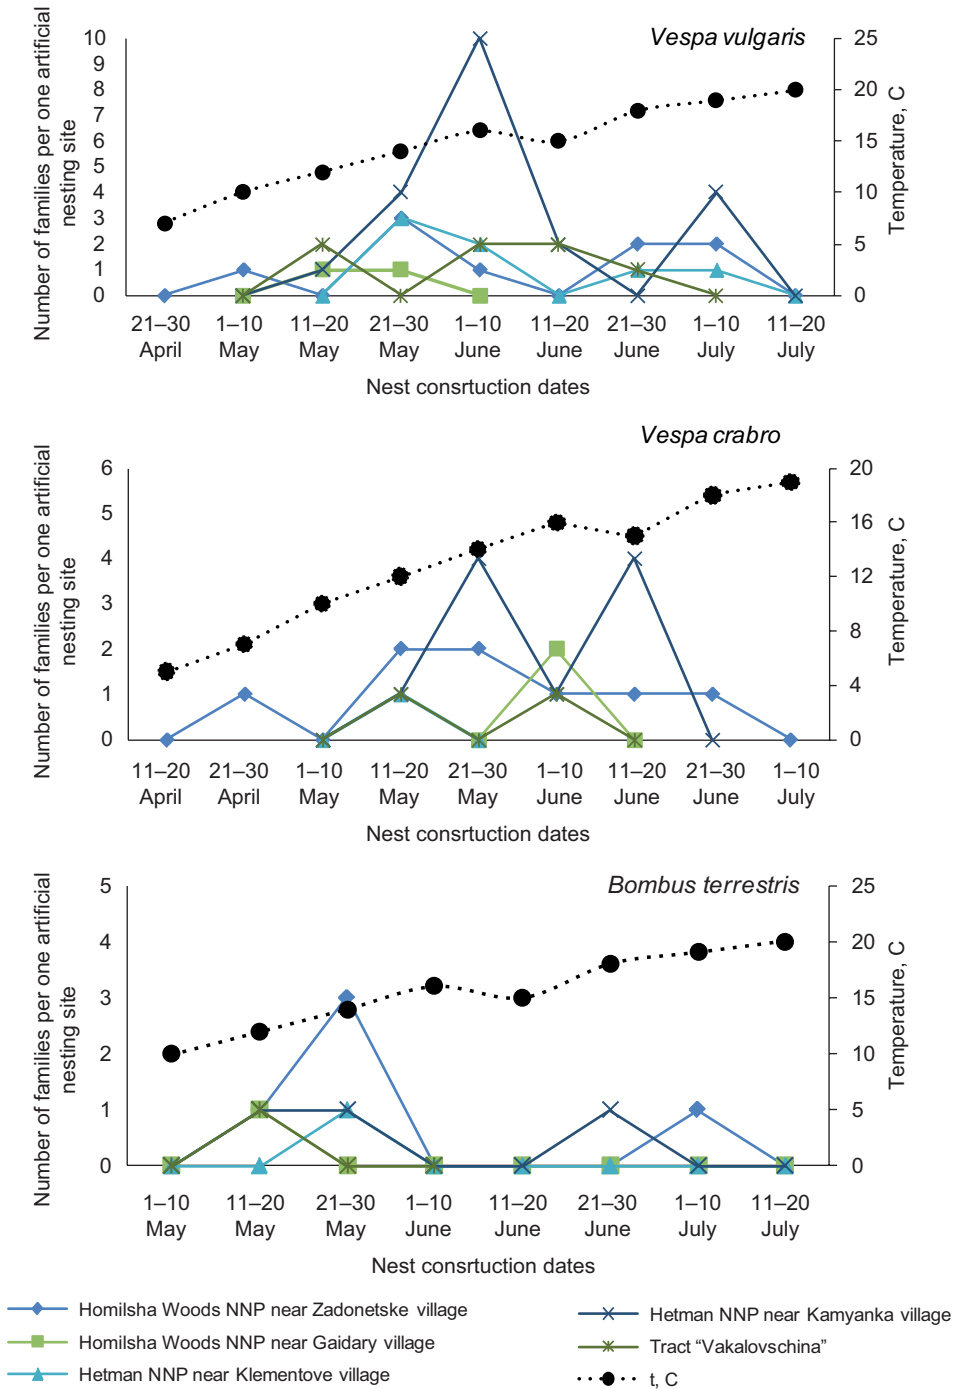 Vespa vulgaris
Number of families per one artificial
nesting site
10
9
8
7
6
5
4
3
2
1
0
25
20
15
10
5
0
Temperature, C
21–30 April
1–10 May
11–20 May
21–30 May
1–10 June
11–20 June
21–30 June
1–10 July
11–20 July
Nest consrtuction dates
Vespa crabro
Number of families per one artificial
nesting site
6
5
4
3
2
1
0
20
16
12
8
4
0
Temperature, C
11–20 April
21–30 April
1–10 May
11–20 May
21–30 May
1–10 June
11–20 June
21–30 June
1–10 July
Nest consrtuction dates
Bombus terrestris
Number of families per one artificial
nesting site
5
4
3
2
1
0
25
20
15
10
5
0
Temperature, C
1–10 May
11–20 May
21–30 May
1–10 June
11–20 June
21–30 June
1–10 July
11–20 July
Nest consrtuction dates
Homilsha Woods NNP near Zadonetske village
Homilsha Woods NNP near Gaidary village
Hetman NNP near Klementove village
Hetman NNP near Kamyanka village
Tract “Vakalovschina”
t, C